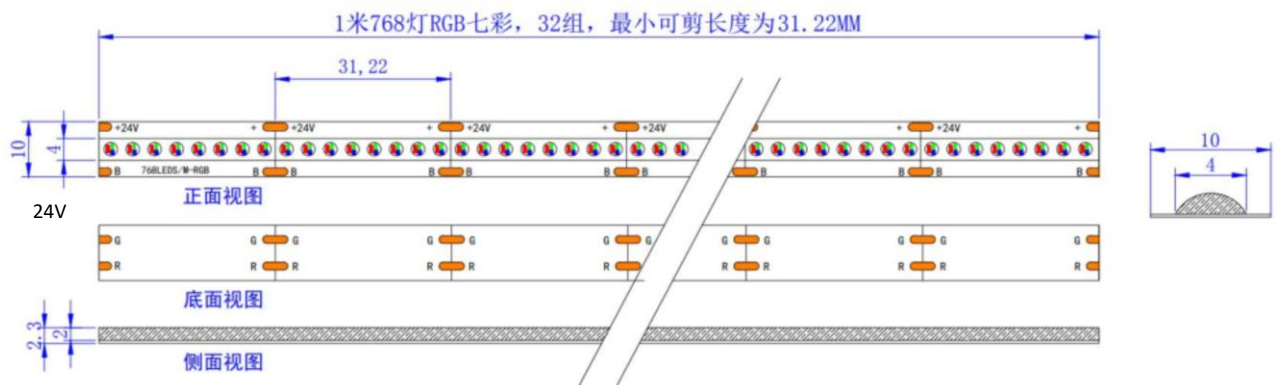 1米768灯RGB七彩，32组，最小可剪长度为31.22MM
31,22
+24V + +24V + +24V + +24V + +24V +
10
4
B 768LEDS/M-RGB B B B B B B B B B B
正面视图
24V
10
4
G G G G G G G G G G G G
R R R R R R R R R R R R
底面视图
2.3
2
侧面视图